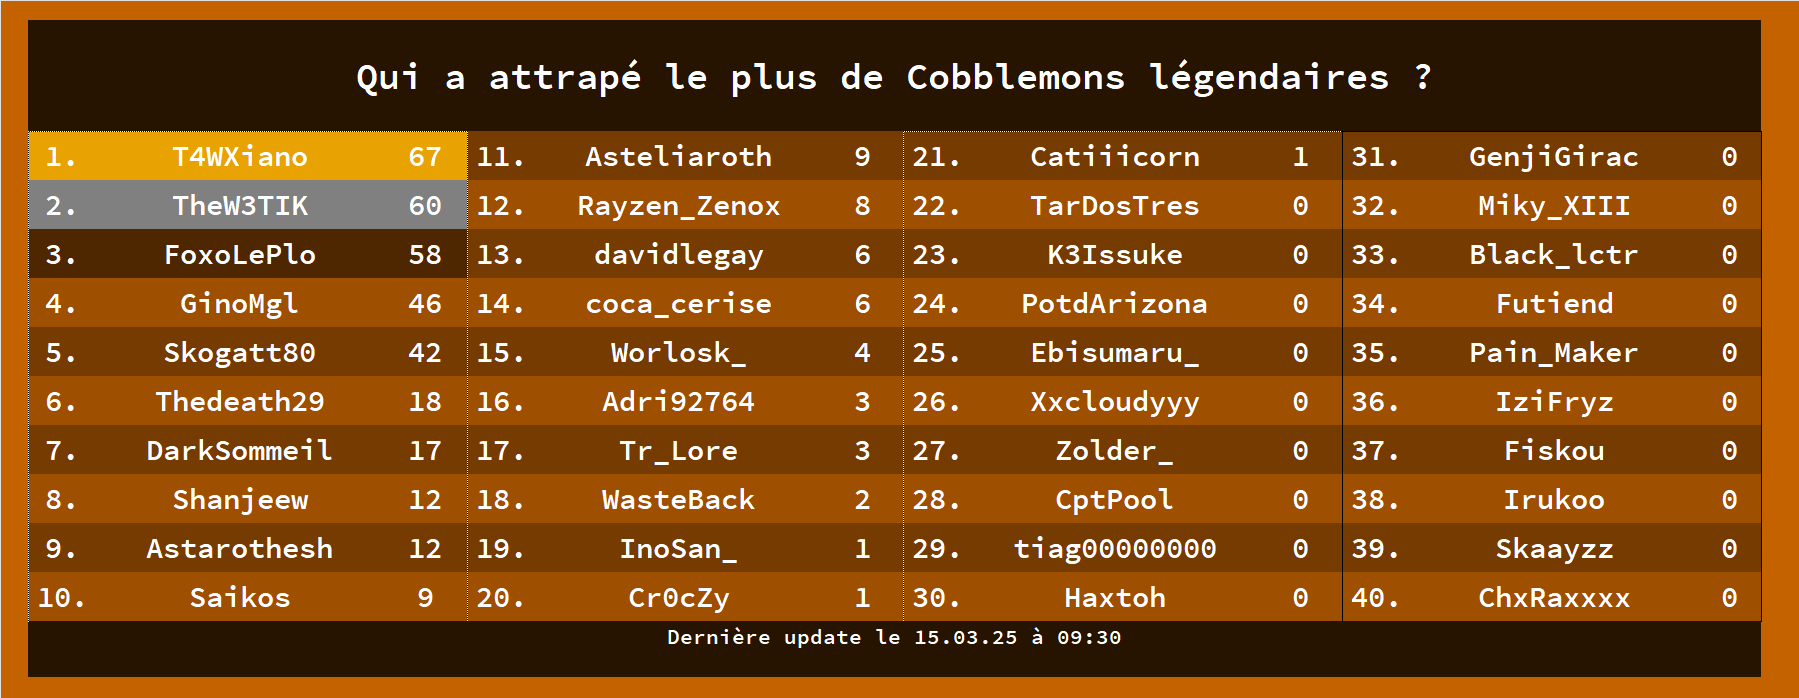 Qui a attrapé le plus de Cobblemons légendaires ?
1. T4WXiano 67
2. TheW3TIK 60
3. FoxoLePlo 58
4. GinoMgl 46
5. Skogatt80 42
6. Thedeath29 18
7. DarkSommeil 17
8. Shanjeew 12
9. Astarothesh 12
10. Saikos 9
11. Asteliaroth 9
12. Rayzen_Zenox 8
13. davidlegay 6
14. coca_cerise 6
15. Worlosk_ 4
16. Adri92764 3
17. Tr_Lore 3
18. WasteBack 2
19. InoSan_ 1
20. Cr0cZy 1
21. Catiiicorn 1
22. TarDosTres 0
23. K3Issuke 0
24. PotdArizona 0
25. Ebisumaru_ 0
26. Xxcloudyyy 0
27. Zolder_ 0
28. CptPool 0
29. tiag00000000 0
30. Haxtoh 0
31. GenjiGirac 0
32. Miky_XIII 0
33. Black_lctr 0
34. Futiend 0
35. Pain_Maker 0
36. IziFryz 0
37. Fiskou 0
38. Irukoo 0
39. Skaayzz 0
40. ChxRaxxxx 0
Dernière update le 15.03.25 à 09:30